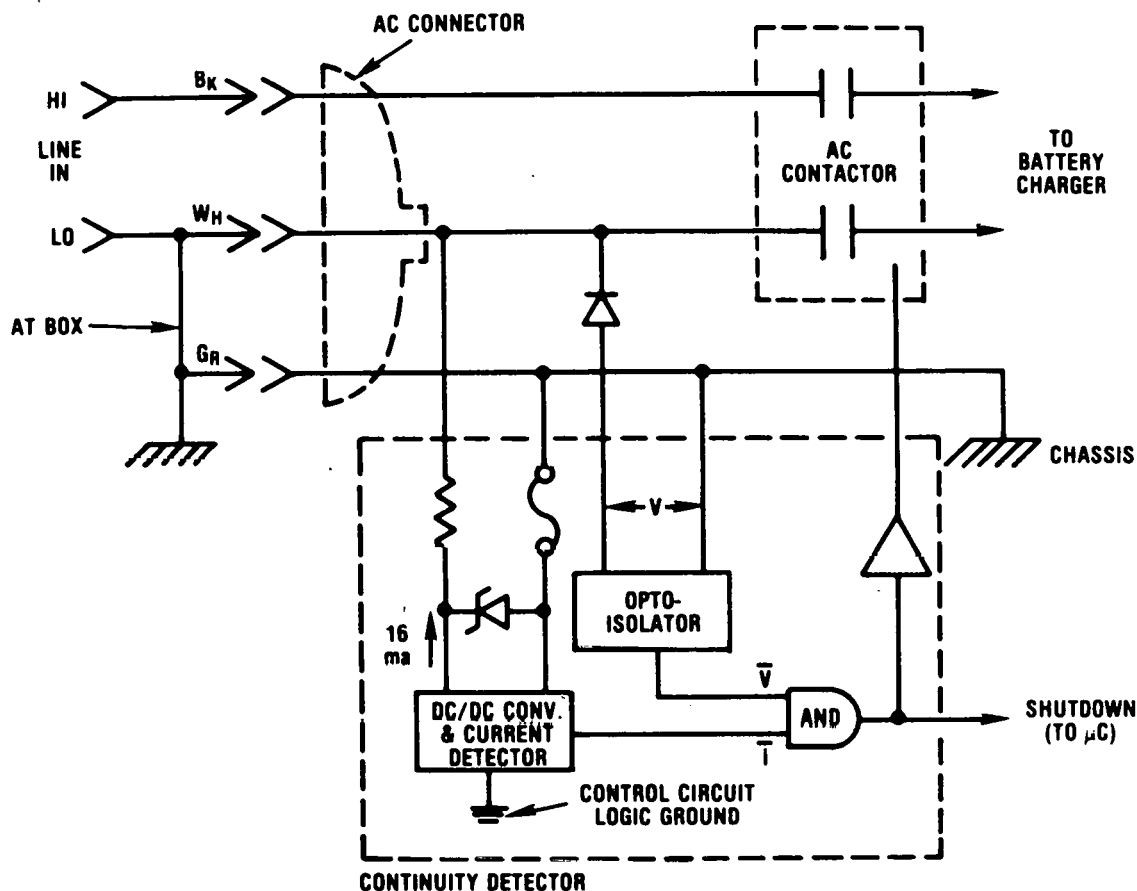 AC CONNECTOR
HI
BK
LINE
IN
AC
CONTACTOR
TO
BATTERY
CHARGER
LO
WH
AT BOX
GR
CHASSIS
V
16
ma
OPTO-
ISOLATOR
V̅
DC/DC CONV.
& CURRENT
DETECTOR
I̅
AND
SHUTDOWN
(TO µC)
CONTROL CIRCUIT
LOGIC GROUND
CONTINUITY DETECTOR